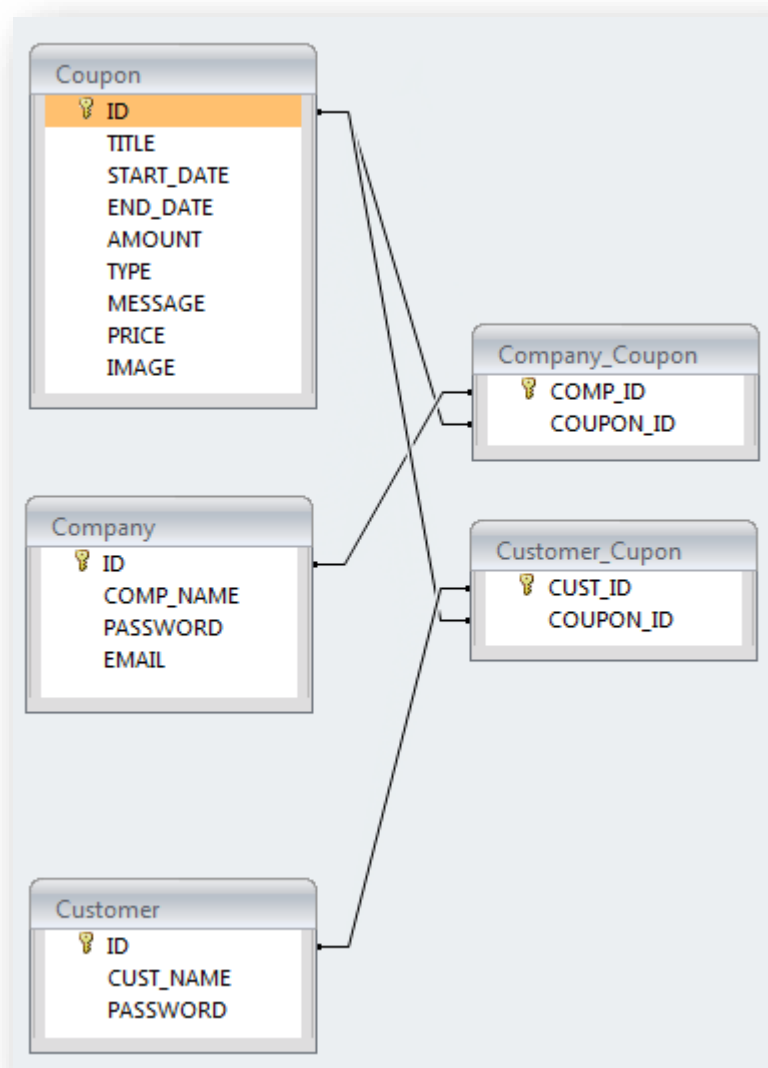 Coupon
ID
TITLE
START_DATE
END_DATE
AMOUNT
TYPE
MESSAGE
PRICE
IMAGE
Company_Coupon
COMP_ID
COUPON_ID
Company
ID
COMP_NAME
PASSWORD
EMAIL
Customer_Cupon
CUST_ID
COUPON_ID
Customer
ID
CUST_NAME
PASSWORD